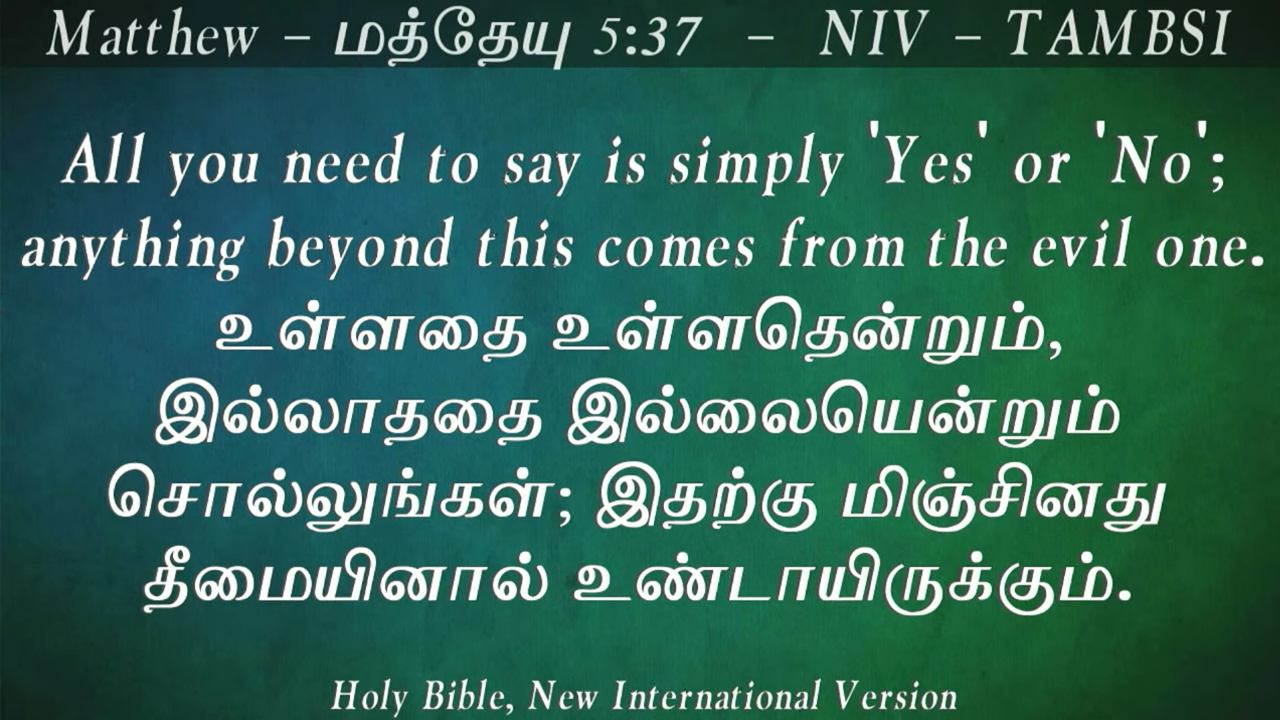 Matthew – மத்தேயு 5:37 – NIV – TAMBSI
All you need to say is simply 'Yes' or 'No';
anything beyond this comes from the evil one.
உள்ளதை உள்ளதென்றும்,
இல்லாததை இல்லையென்றும்
சொல்லுங்கள்; இதற்கு மிஞ்சினது
தீமையினால் உண்டாயிருக்கும்.
Holy Bible, New International Version